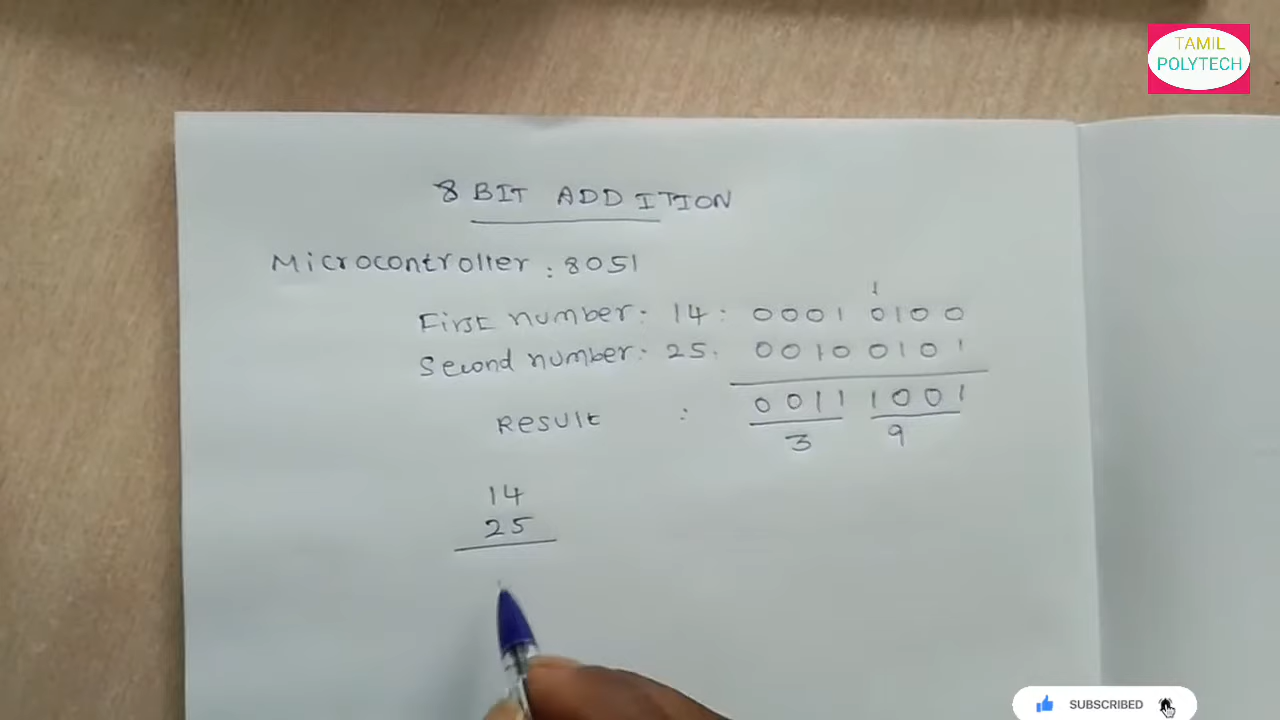 TAMIL
POLYTECH
8 BIT ADDITION
Microcontroller : 8051
First number: 14 : 0001 0100
1
Second number: 25. 0010 0101
Result : 0011 1001
3 9
14
25
SUBSCRIBED